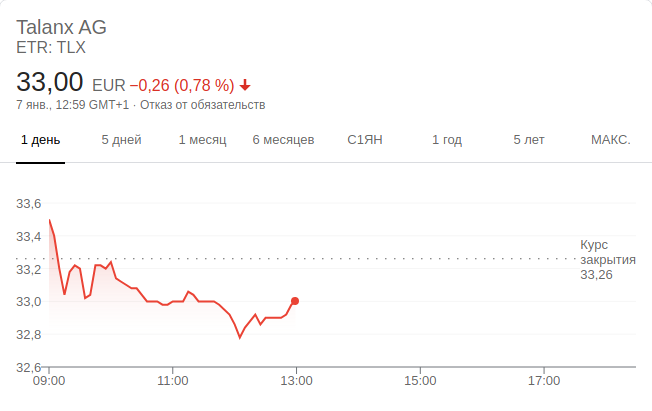 Talanx AG
ETR: TLX
33,00 EUR −0,26 (0,78 %)
7 янв., 12:59 GMT+1 · Отказ от обязательств
1 день 5 дней 1 месяц 6 месяцев С1ЯН 1 год 5 лет МАКС.
33,6
33,4
Курс
закрытия
33,26
33,2
33,0
32,8
32,6
09:00 11:00 13:00 15:00 17:00